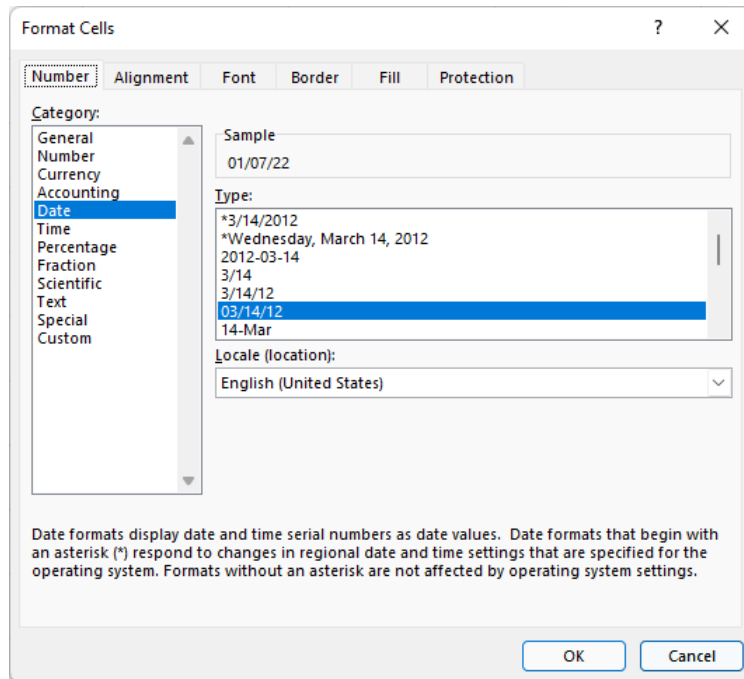 Format Cells ? ×
Number Alignment Font Border Fill Protection
Category:
General
Number
Currency
Accounting
Date
Time
Percentage
Fraction
Scientific
Text
Special
Custom
Sample
01/07/22
Type:
*3/14/2012
*Wednesday, March 14, 2012
2012-03-14
3/14
3/14/12
03/14/12
14-Mar
Locale (location):
English (United States)
Date formats display date and time serial numbers as date values.  Date formats that begin with
an asterisk (*) respond to changes in regional date and time settings that are specified for the
operating system. Formats without an asterisk are not affected by operating system settings.
OK Cancel